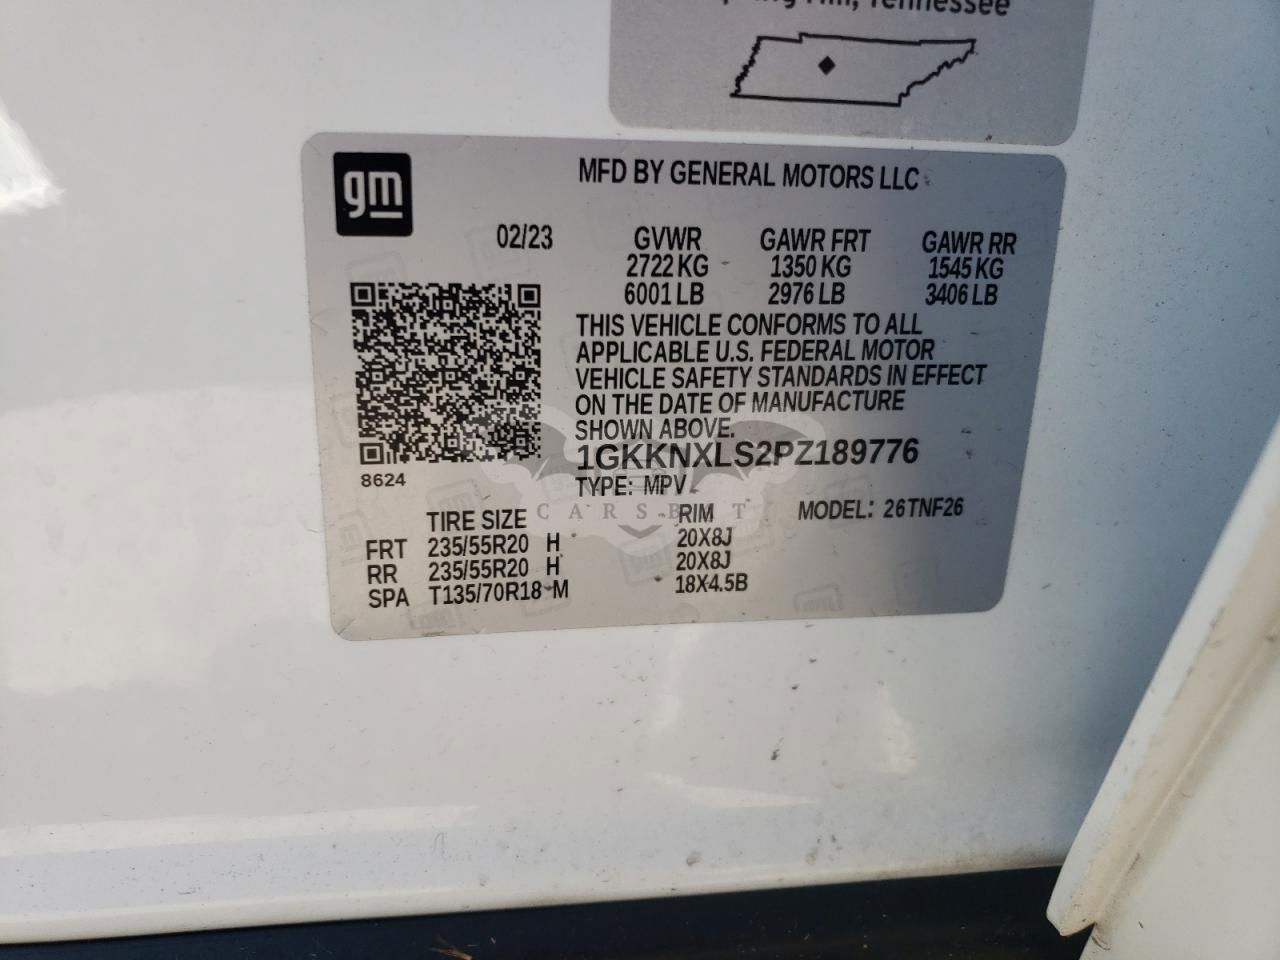 Hill, Tennessee
gm
MFD BY GENERAL MOTORS LLC
02/23
GVWR GAWR FRT GAWR RR
2722 KG 1350 KG 1545 KG
6001 LB 2976 LB 3406 LB
THIS VEHICLE CONFORMS TO ALL
APPLICABLE U.S. FEDERAL MOTOR
VEHICLE SAFETY STANDARDS IN EFFECT
ON THE DATE OF MANUFACTURE
SHOWN ABOVE.
1GKKNXLS2PZ189776
8624
TYPE: MPV
MODEL: 26TNF26
CARSBAT
TIRE SIZE RIM
FRT 235/55R20 H 20X8J
RR 235/55R20 H 20X8J
SPA T135/70R18 M 18X4.5B